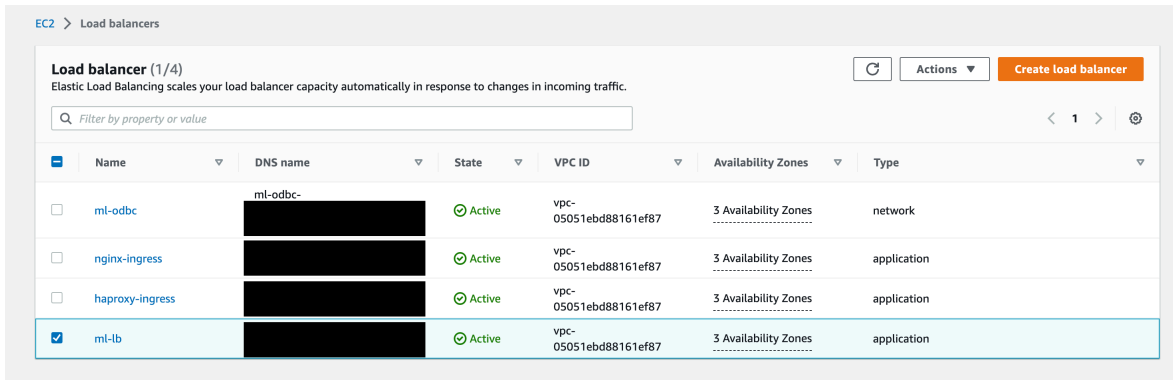 EC2 > Load balancers
Load balancer (1/4)
Actions ▼
Create load balancer
Elastic Load Balancing scales your load balancer capacity automatically in response to changes in incoming traffic.
Filter by property or value
< 1 >
Name DNS name State VPC ID Availability Zones Type
ml-odbc-
ml-odbc Active vpc-05051ebd88161ef87 3 Availability Zones network
nginx-ingress Active vpc-05051ebd88161ef87 3 Availability Zones application
haproxy-ingress Active vpc-05051ebd88161ef87 3 Availability Zones application
ml-lb Active vpc-05051ebd88161ef87 3 Availability Zones application